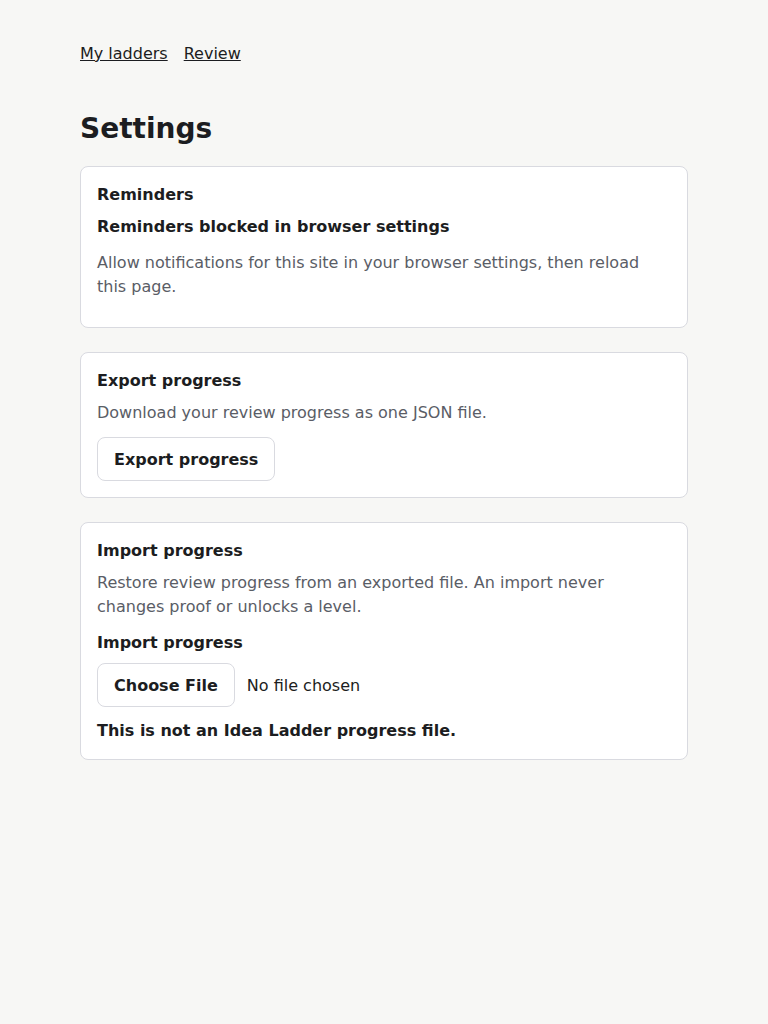 My ladders Review
Settings
Reminders
Reminders blocked in browser settings
Allow notifications for this site in your browser settings, then reload
this page.
Export progress
Download your review progress as one JSON file.
Export progress
Import progress
Restore review progress from an exported file. An import never
changes proof or unlocks a level.
Import progress
Choose File No file chosen
This is not an Idea Ladder progress file.